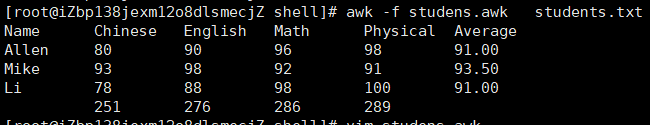 [root@iZbp138jexm12o8dlsmecjZ shell]# awk -f studens.awk   students.txt
Name    Chinese    English    Math    Physical    Average
Allen    80    90    96    98    91.00
Mike    93    98    92    91    93.50
Li    78    88    98    100    91.00
251    276    286    289
[root@iZbp138jexm12o8dlsmecjZ shell]# vim studens.awk